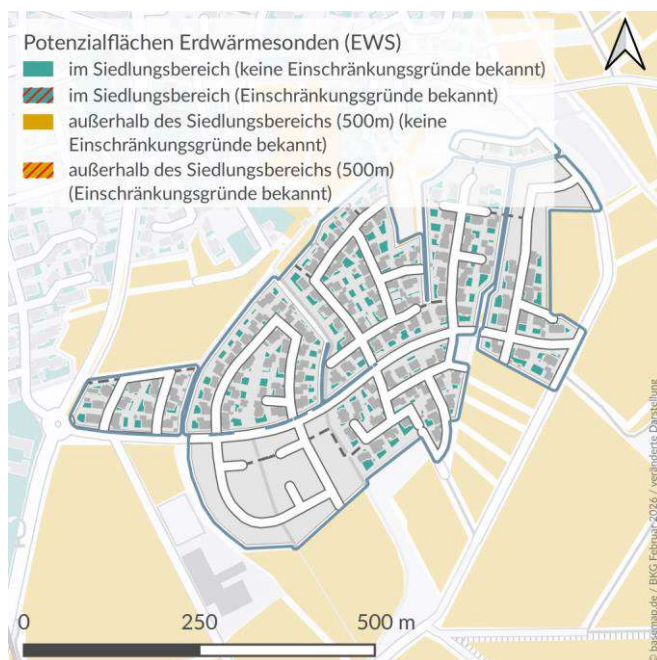 Potenzialflächen Erdwärmesonden (EWS)
im Siedlungsbereich (keine Einschränkungsgründe bekannt)
im Siedlungsbereich (Einschränkungsgründe bekannt)
außerhalb des Siedlungsbereichs (500m) (keine
Einschränkungsgründe bekannt)
außerhalb des Siedlungsbereichs (500m)
(Einschränkungsgründe bekannt)
0 250 500 m
© basemap.de / BKG Februar 2026 / veränderte Darstellung